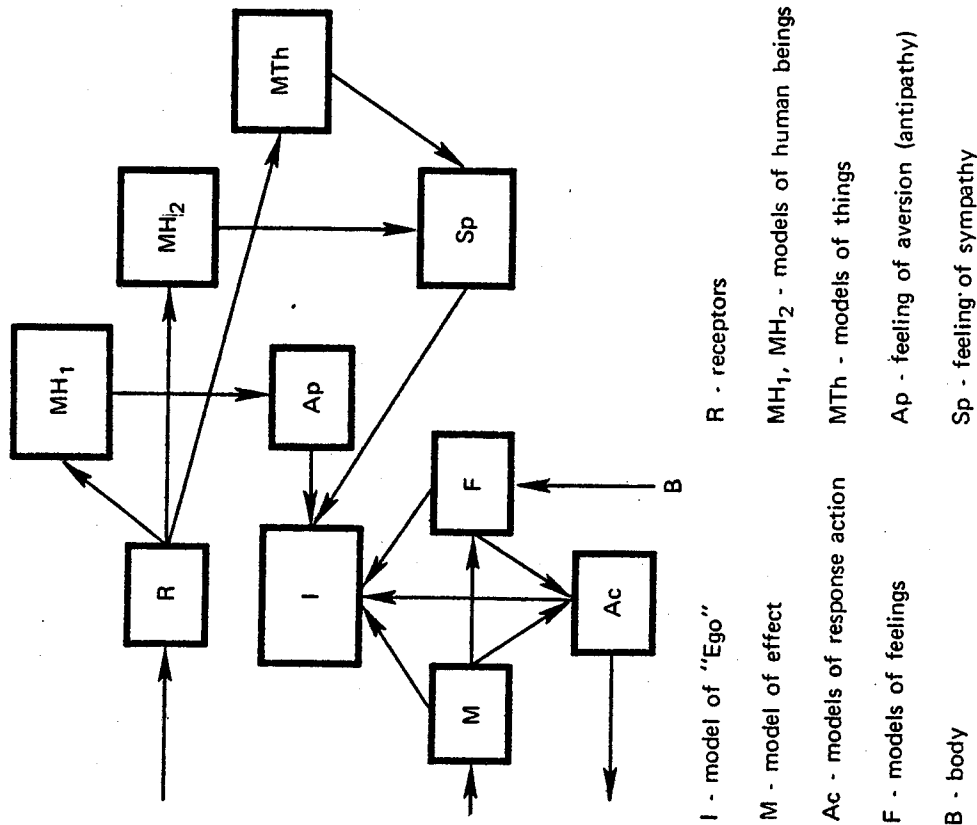 MH₁
MH₂
MTh
R
Ap
Sp
I
F
M
Ac
B
I - model of "Ego"
M - model of effect
Ac - models of response action
F - models of feelings
B - body
R - receptors
MH₁, MH₂ - models of human beings
MTh - models of things
Ap - feeling of aversion (antipathy)
Sp - feeling of sympathy